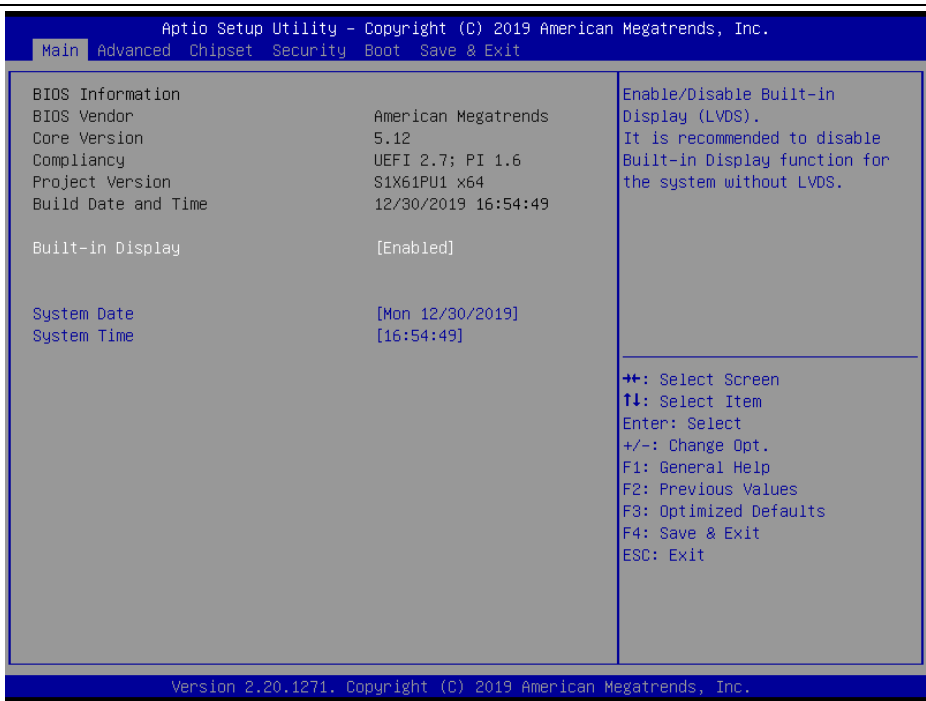 Aptio Setup Utility – Copyright (C) 2019 American Megatrends, Inc.
Main Advanced Chipset Security Boot Save & Exit
BIOS Information
BIOS Vendor American Megatrends
Core Version 5.12
Compliancy UEFI 2.7; PI 1.6
Project Version S1X61PU1 x64
Build Date and Time 12/30/2019 16:54:49
Built-in Display [Enabled]
System Date [Mon 12/30/2019]
System Time [16:54:49]
Enable/Disable Built-in
Display (LVDS).
It is recommended to disable
Built-in Display function for
the system without LVDS.
→←: Select Screen
↑↓: Select Item
Enter: Select
+/-: Change Opt.
F1: General Help
F2: Previous Values
F3: Optimized Defaults
F4: Save & Exit
ESC: Exit
Version 2.20.1271. Copyright (C) 2019 American Megatrends, Inc.